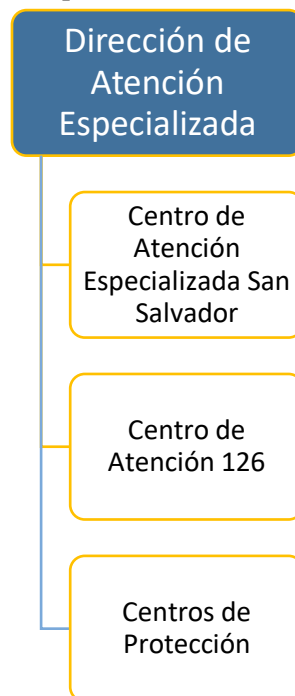 Dirección de
Atención
Especializada
Centro de
Atención
Especializada San
Salvador
Centro de
Atención 126
Centros de
Protección